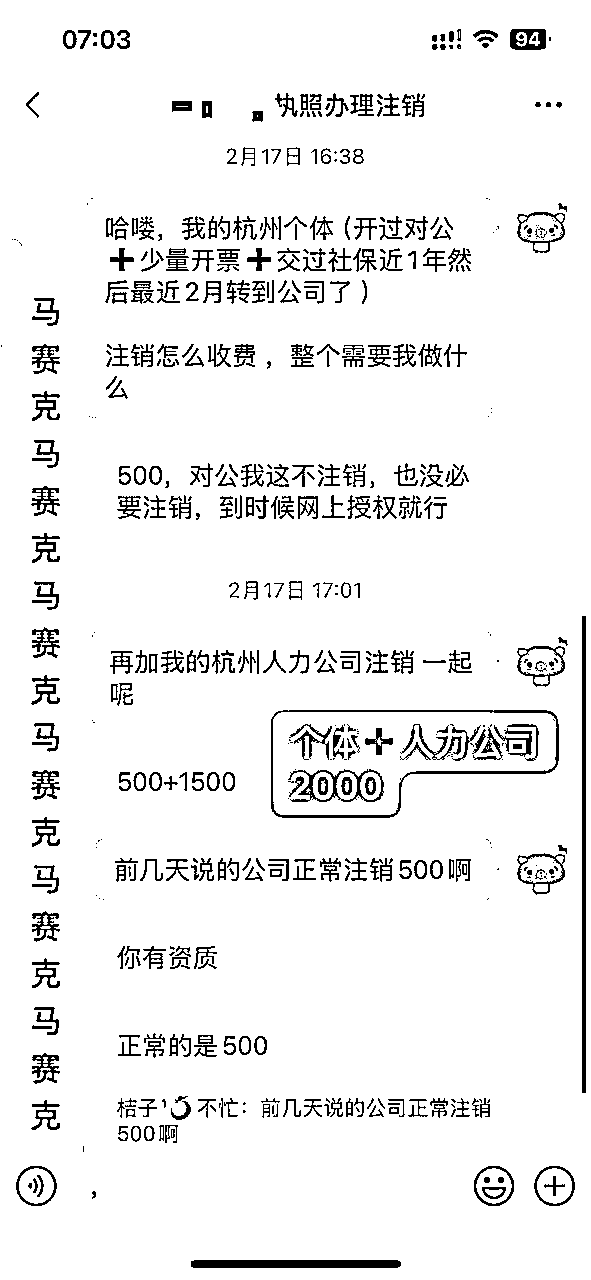 07:03
94
执照办理注销
2月17日 16:38
哈喽，我的杭州个体（开过对公
➕少量开票➕交过社保近1年然
后最近2月转到公司了）
注销怎么收费 ，整个需要我做什
么
500，对公我这不注销，也没必
要注销，到时候网上授权就行
2月17日 17:01
再加我的杭州人力公司注销 一起
呢
个体➕人力公司
2000
500+1500
前几天说的公司正常注销500啊
你有资质
正常的是500
桔子 不忙：前几天说的公司正常注销
500啊
马
赛
克
马
赛
克
马
赛
克
马
赛
克
马
赛
克
马
赛
克
，